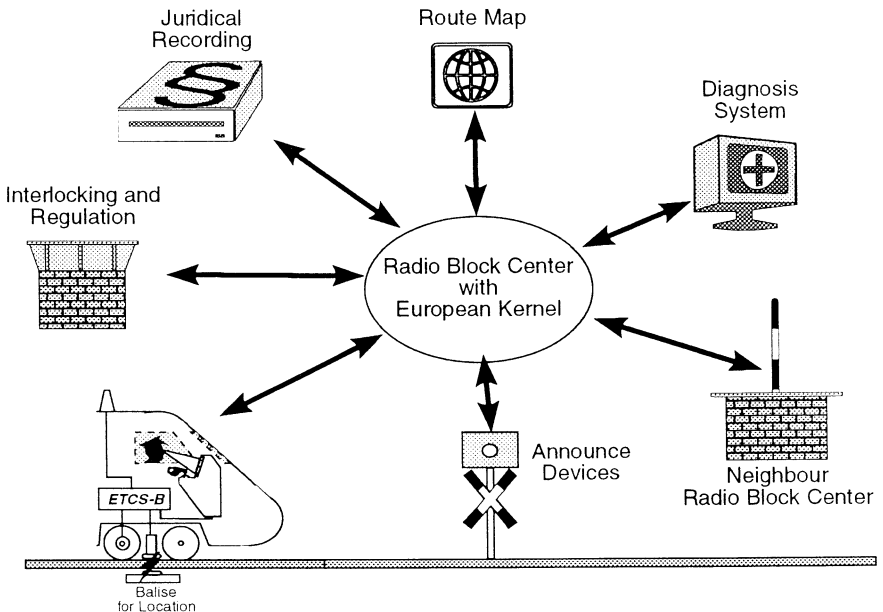 Juridical
Recording
Route Map
Diagnosis
System
Interlocking and
Regulation
Radio Block Center
with
European Kernel
Announce
Devices
Neighbour
Radio Block Center
ETCS-B
Balise
for Location